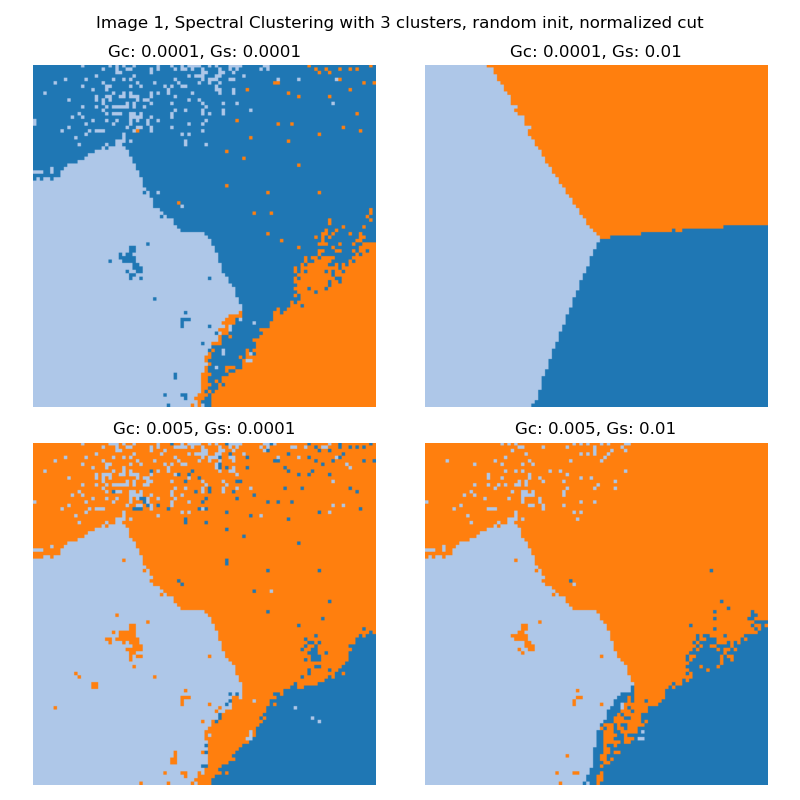 Image 1, Spectral Clustering with 3 clusters, random init, normalized cut
Gc: 0.0001, Gs: 0.0001
Gc: 0.0001, Gs: 0.01
Gc: 0.005, Gs: 0.0001
Gc: 0.005, Gs: 0.01